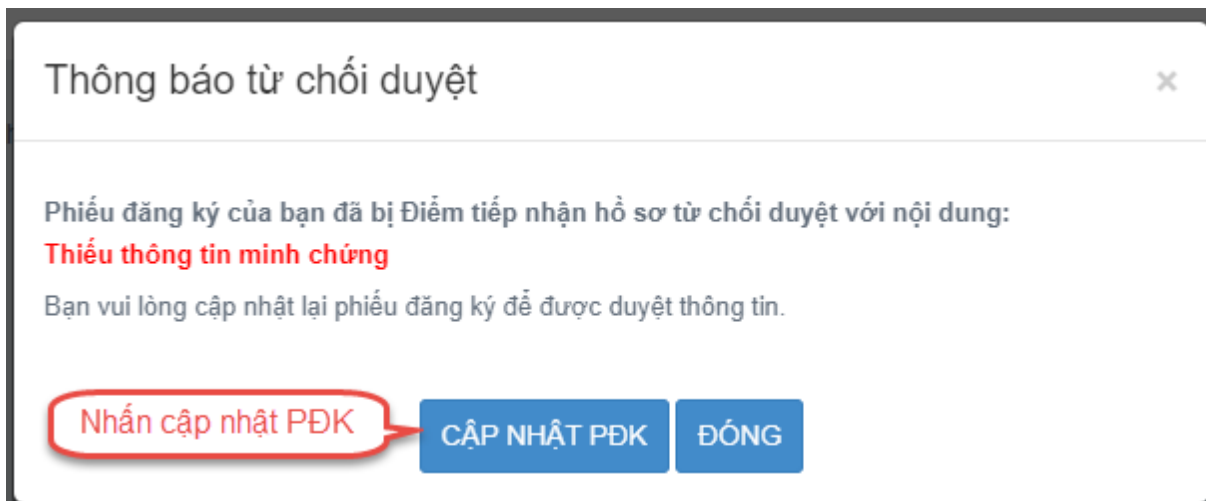 Thông báo từ chối duyệt
×
Phiếu đăng ký của bạn đã bị Điểm tiếp nhận hồ sơ từ chối duyệt với nội dung:
Thiếu thông tin minh chứng
Bạn vui lòng cập nhật lại phiếu đăng ký để được duyệt thông tin.
Nhấn cập nhật PĐK
CẬP NHẬT PĐK
ĐÓNG